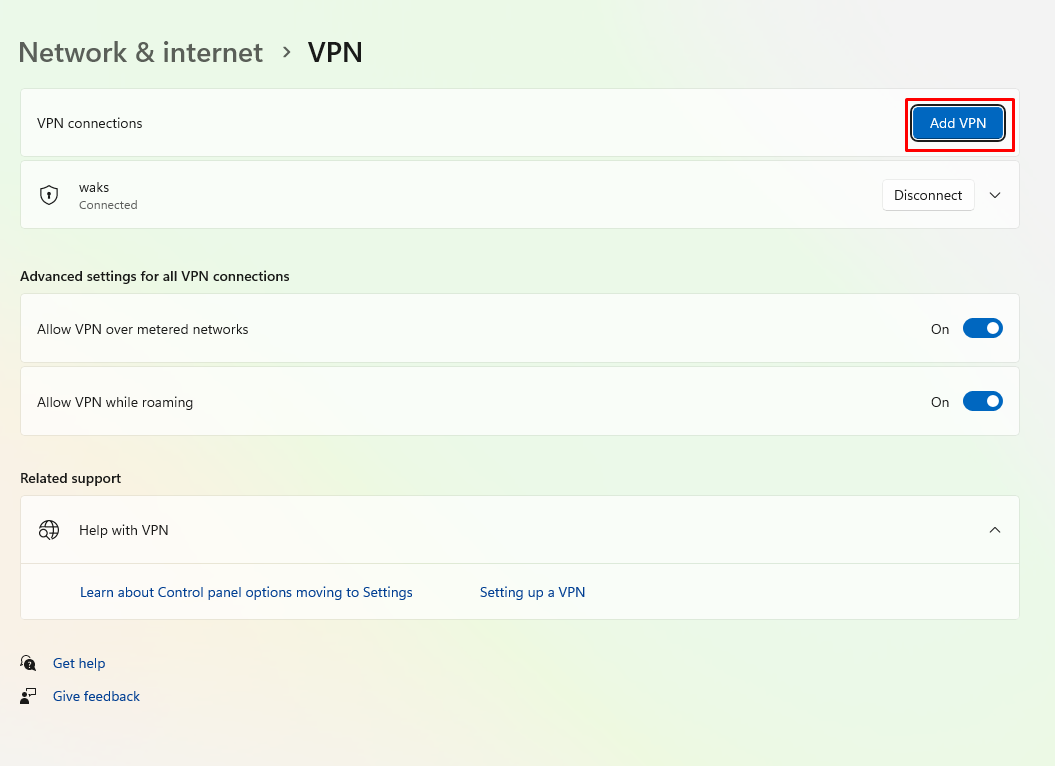 Network & internet > VPN
VPN connections Add VPN
waks
Connected
Disconnect
Advanced settings for all VPN connections
Allow VPN over metered networks On
Allow VPN while roaming On
Related support
Help with VPN
Learn about Control panel options moving to Settings Setting up a VPN
Get help
Give feedback